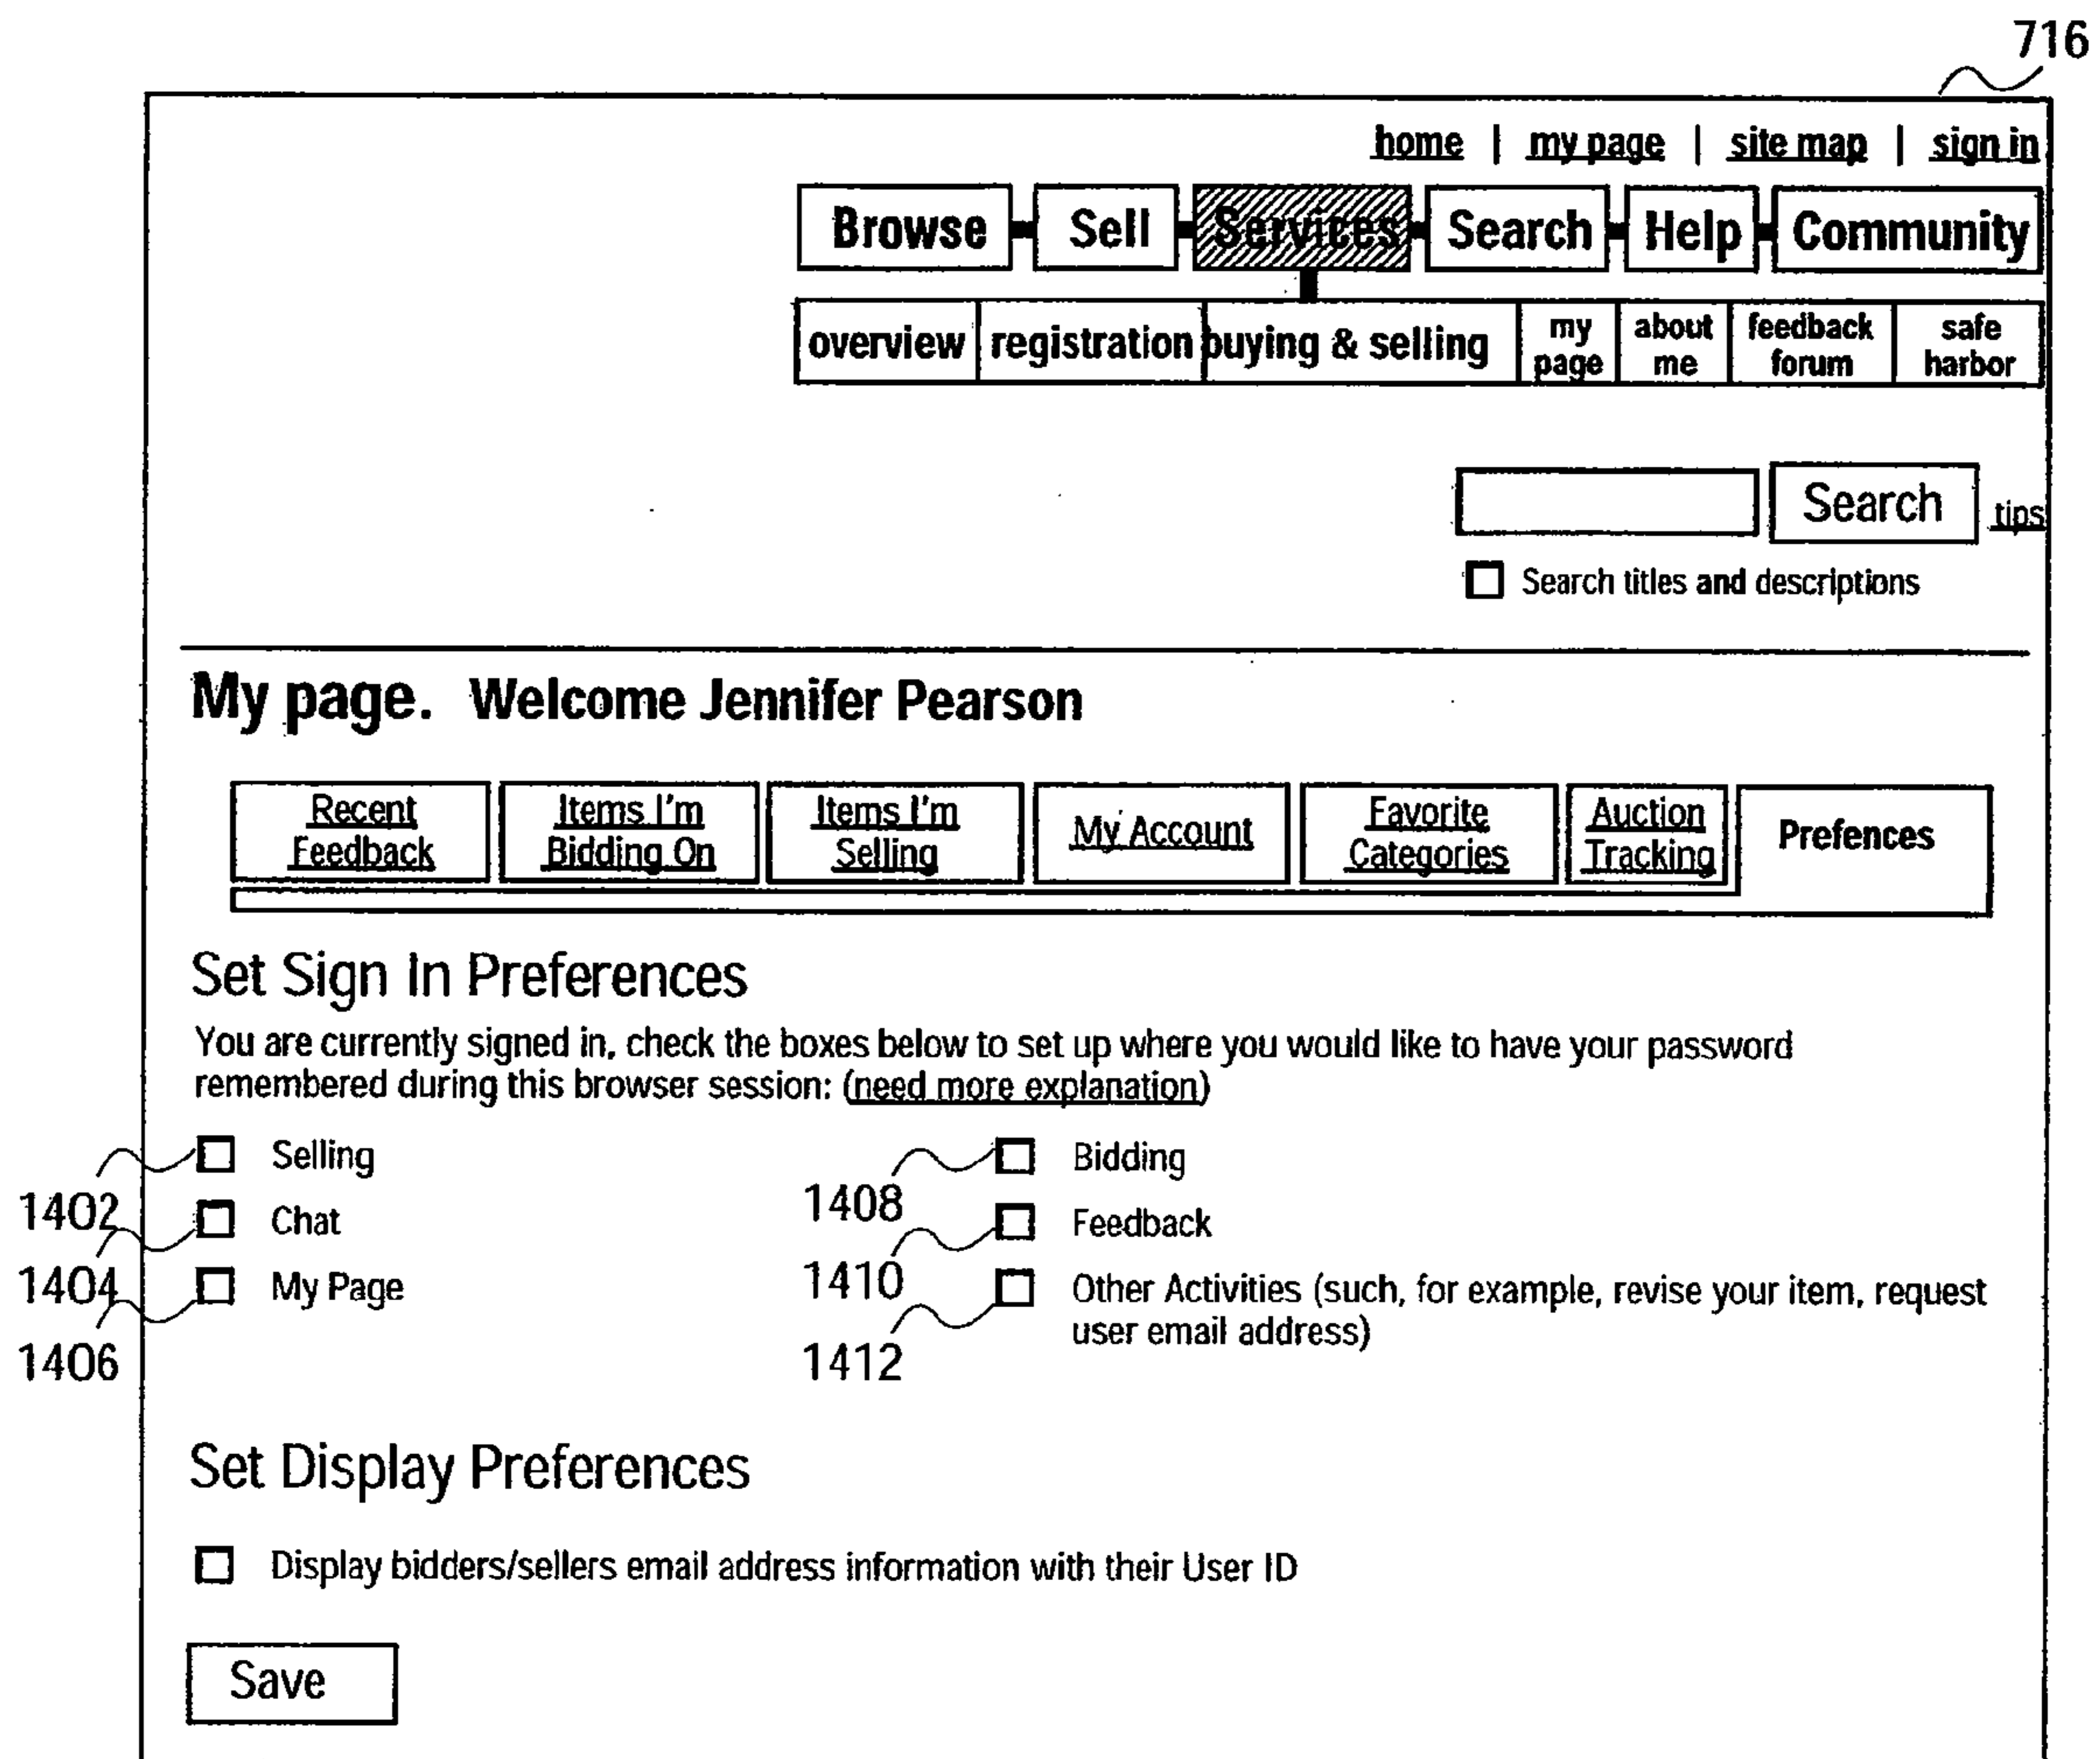 716
home | my page | site map | sign in
Browse Sell Services Search Help Community
overview registration buying & selling my page about me feedback forum safe harbor
Search tips
Search titles and descriptions
My page. Welcome Jennifer Pearson
Recent Feedback Items I'm Bidding On Items I'm Selling My Account Favorite Categories Auction Tracking Prefences
Set Sign In Preferences
You are currently signed in, check the boxes below to set up where you would like to have your password
remembered during this browser session: (need more explanation)
Selling Bidding
1402 1408
Chat Feedback
1404 1410
My Page Other Activities (such, for example, revise your item, request
user email address)
1406 1412
Set Display Preferences
Display bidders/sellers email address information with their User ID
Save